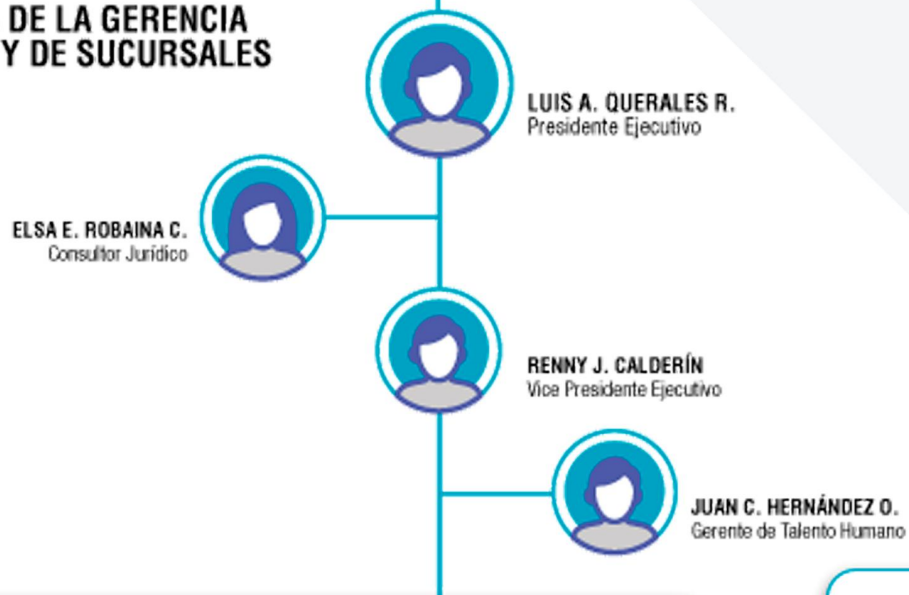 DE LA GERENCIA
Y DE SUCURSALES
LUIS A. QUERALES R.
Presidente Ejecutivo
ELSA E. ROBAINA C.
Consultor Jurídico
RENNY J. CALDERÍN
Vice Presidente Ejecutivo
JUAN C. HERNÁNDEZ O.
Gerente de Talento Humano